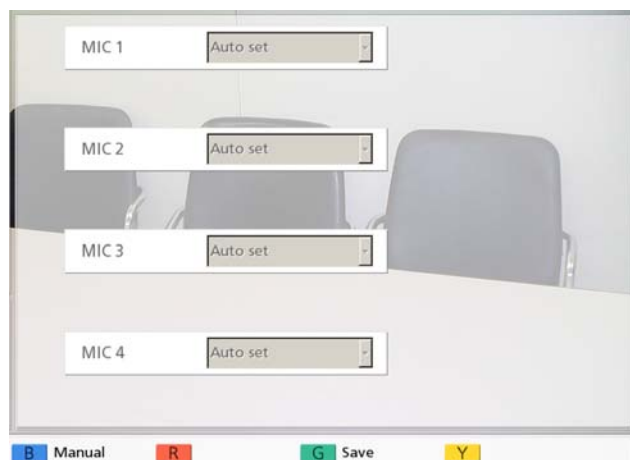 MIC 1 Auto set
MIC 2 Auto set
MIC 3 Auto set
MIC 4 Auto set
B Manual R G Save Y